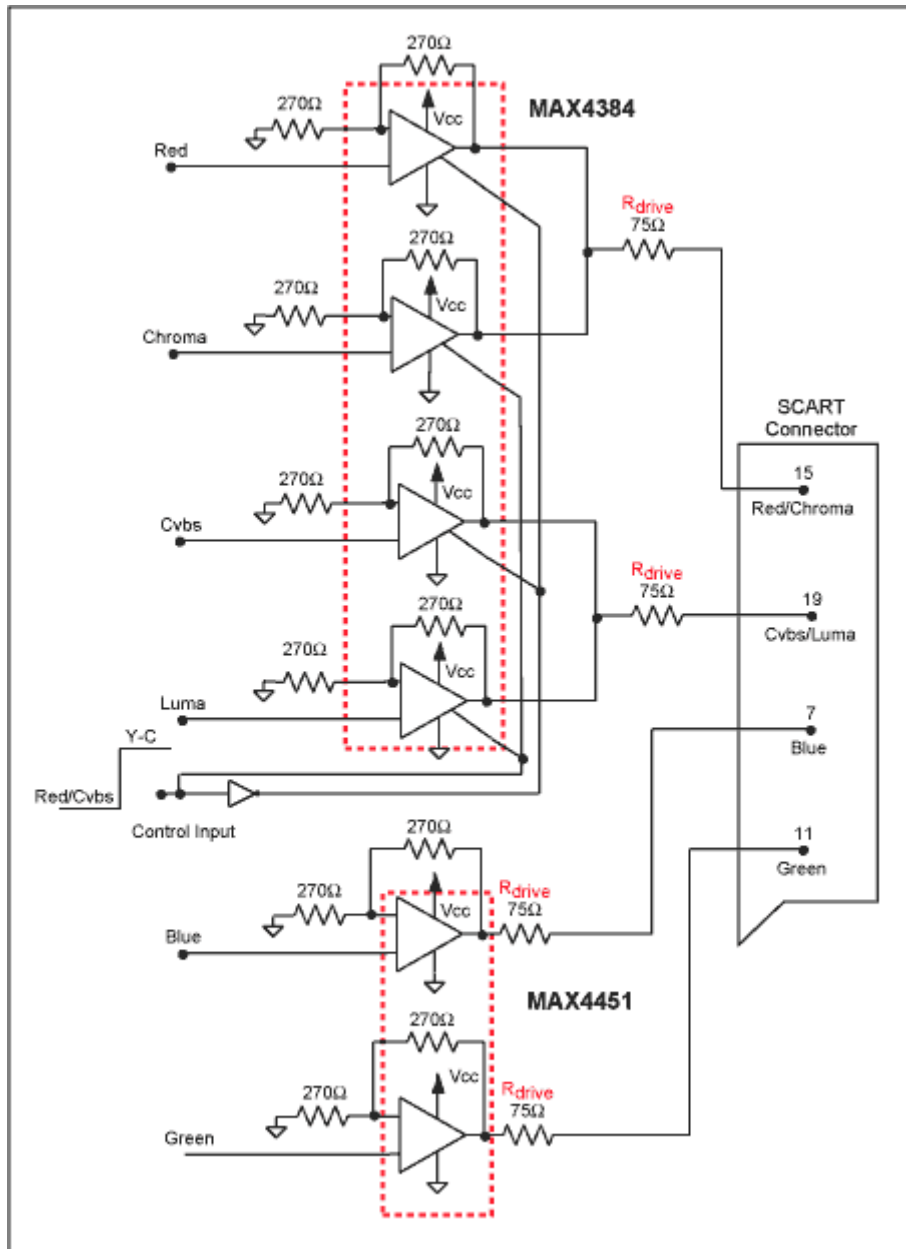 270Ω
MAX4384
270Ω
Vcc
Red
Rdrive
75Ω
270Ω
270Ω
Vcc
Chroma
SCART
Connector
270Ω
270Ω
Vcc
15
Red/Chroma
Cvbs
Rdrive
75Ω
270Ω
19
Cvbs/Luma
270Ω
Vcc
Luma
7
Blue
Y-C
Red/Cvbs
Control Input
11
Green
270Ω
270Ω
Vcc
Rdrive
75Ω
Blue
MAX4451
270Ω
270Ω
Vcc
Rdrive
75Ω
Green